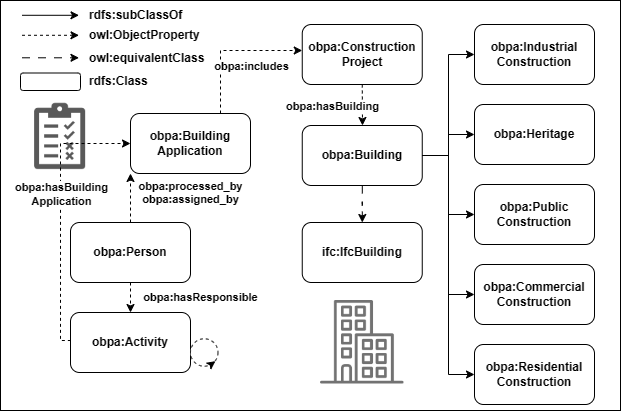 rdfs:subClassOf
owl:ObjectProperty
owl:equivalentClass
rdfs:Class
obpa:Construction
Project
obpa:Industrial
Construction
obpa:includes
obpa:hasBuilding
obpa:Building
Application
obpa:Building
obpa:Heritage
obpa:hasBuilding
Application
obpa:processed_by
obpa:assigned_by
obpa:Public
Construction
obpa:Person
ifc:IfcBuilding
obpa:hasResponsible
obpa:Commercial
Construction
obpa:Activity
obpa:Residential
Construction